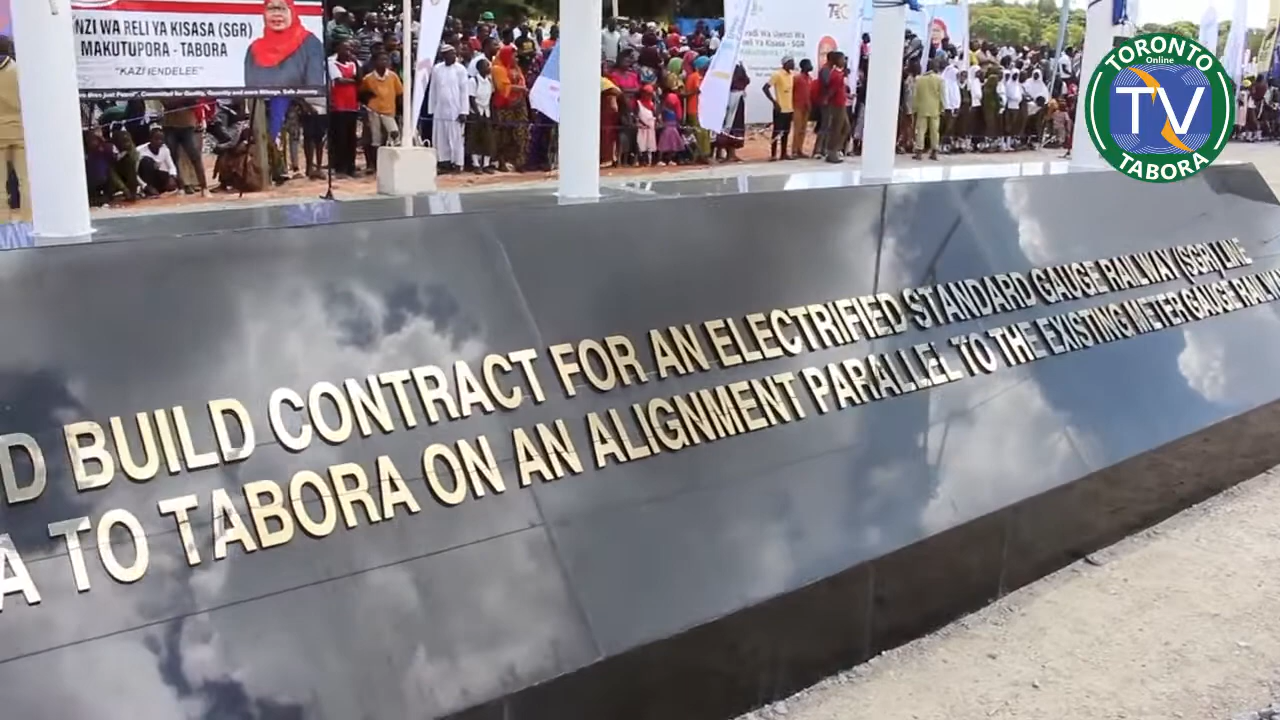 NZI WA RELI YA KISASA (SGR)
MAKUTUPORA - TABORA
"KAZI IENDELEE"
TORONTO
Online
TV
TABORA
D BUILD CONTRACT FOR AN ELECTRIFIED STANDARD GAUGE RAILWAY (SGR) LINE
A TO TABORA ON AN ALIGNMENT PARALLEL TO THE EXISTING METER GAUGE RAILWA